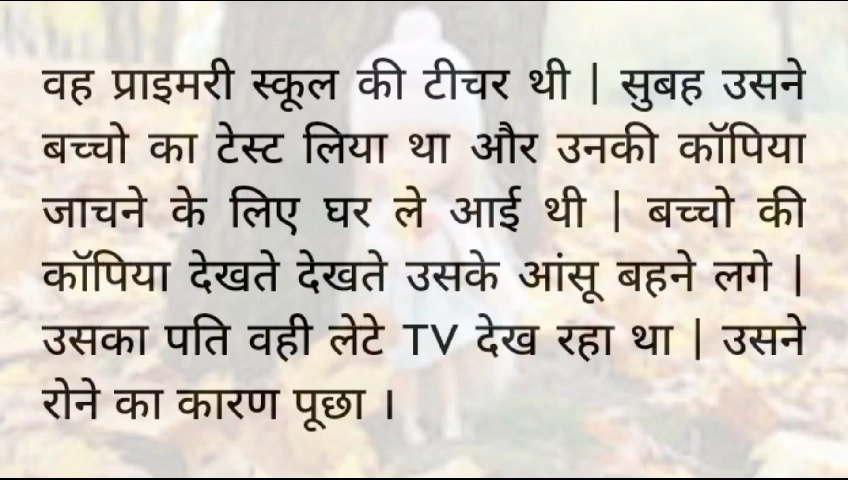 वह प्राइमरी स्कूल की टीचर थी | सुबह उसने
बच्चो का टेस्ट लिया था और उनकी कॉपिया
जाचने के लिए घर ले आई थी | बच्चो की
कॉपिया देखते देखते उसके आंसू बहने लगे |
उसका पति वही लेटे TV देख रहा था | उसने
रोने का कारण पूछा ।